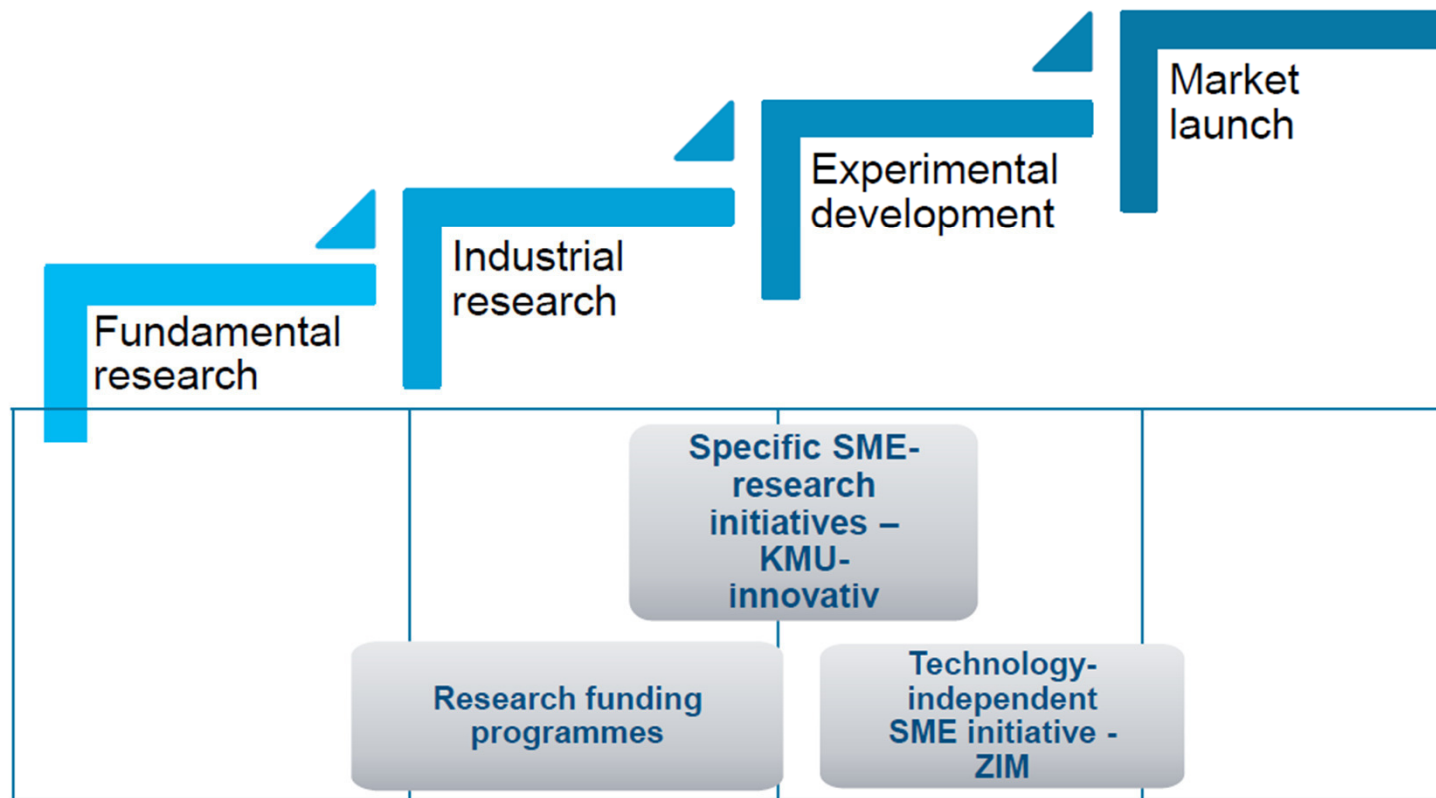 Market
launch
Experimental
development
Industrial
research
Fundamental
research
Specific SME-
research
initiatives –
KMU-
innovativ
Research funding
programmes
Technology-
independent
SME initiative -
ZIM